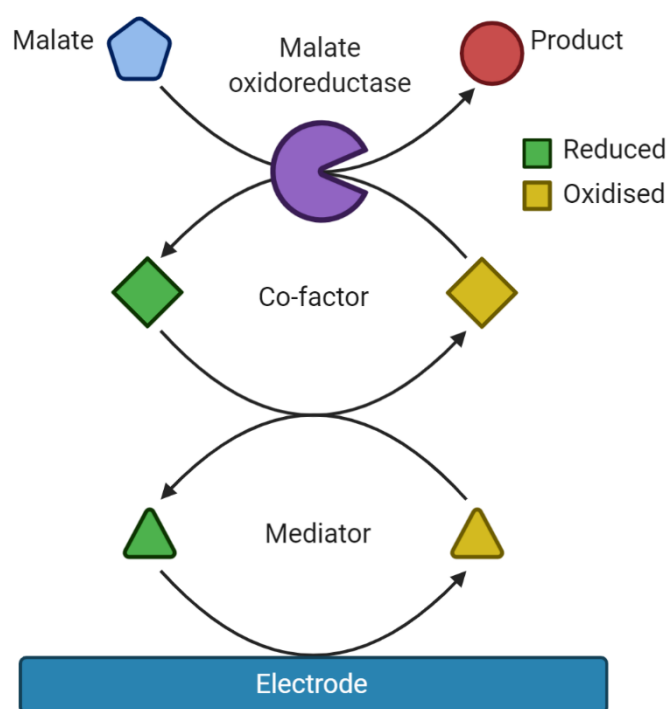 Malate
Malate
oxidoreductase
Product
Reduced
Oxidised
Co-factor
Mediator
Electrode